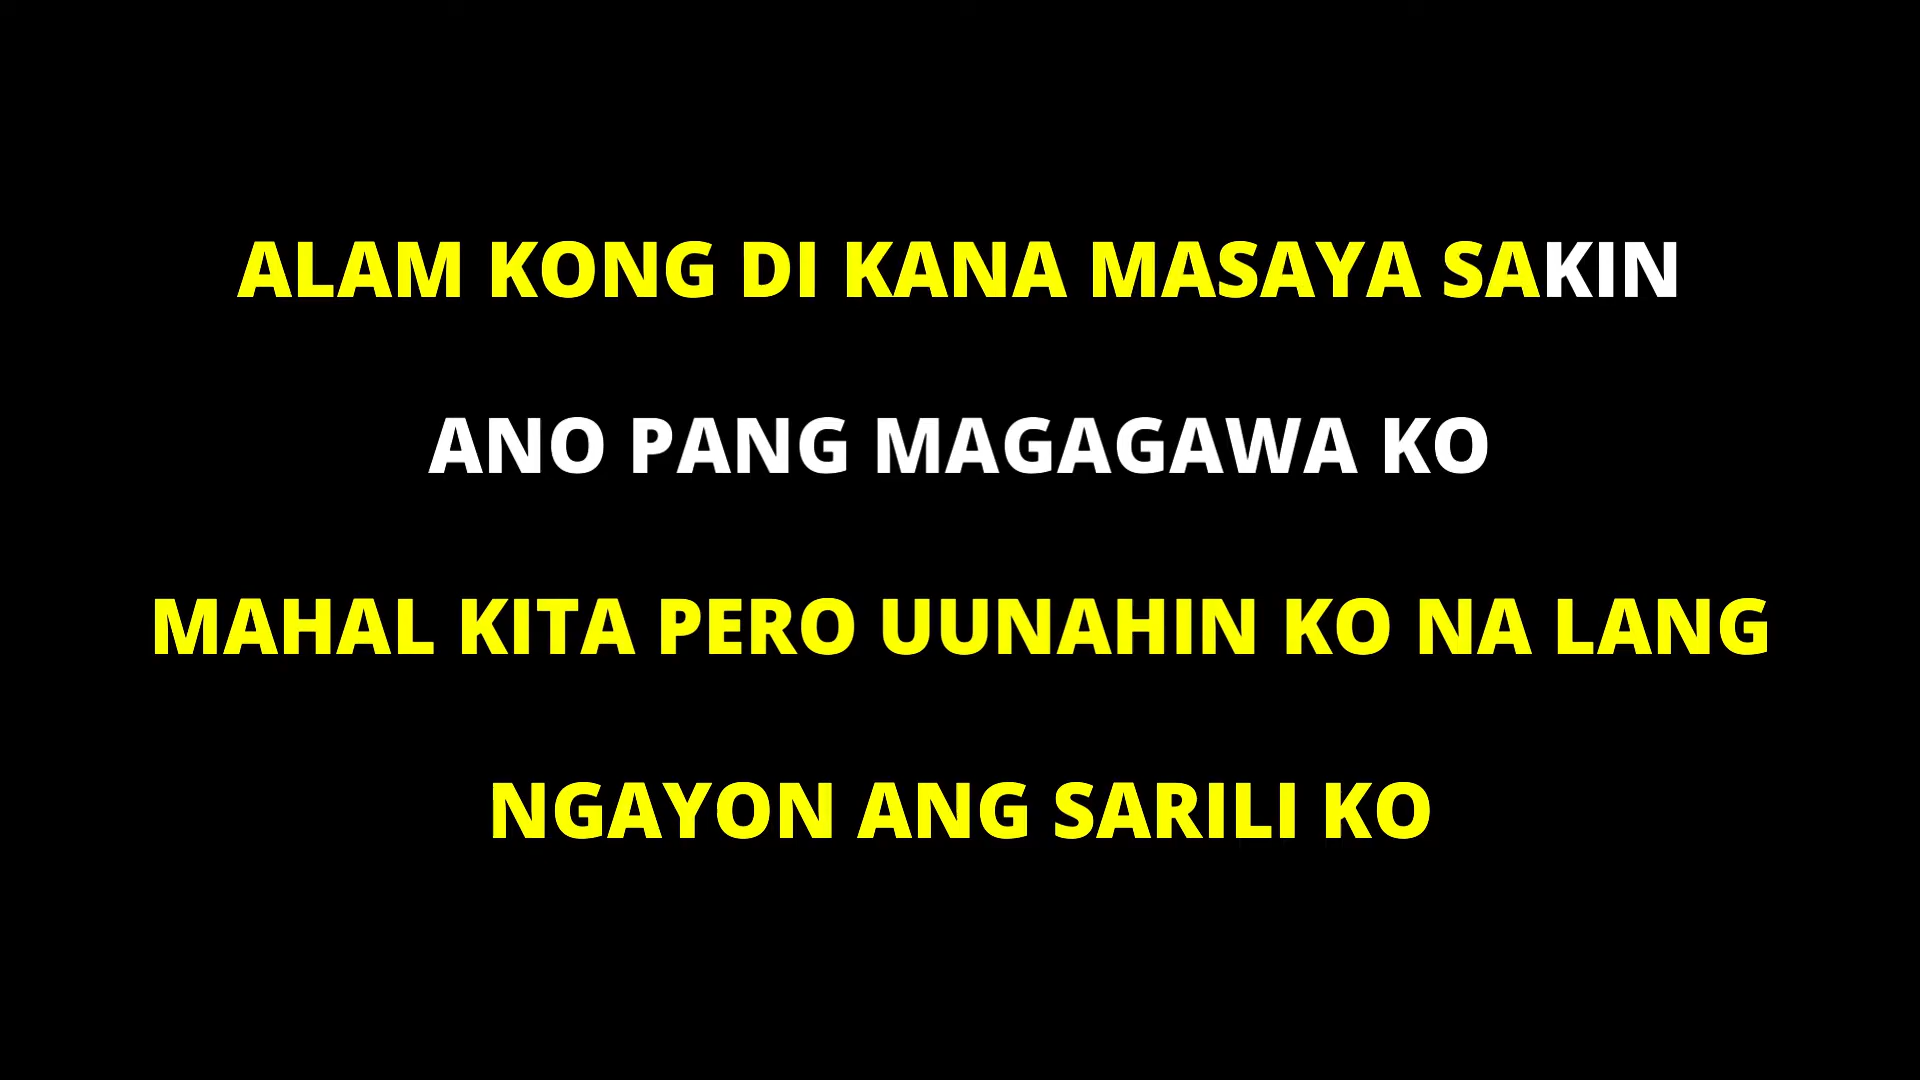 ALAM KONG DI KANA MASAYA SAKIN
ANO PANG MAGAGAWA KO
MAHAL KITA PERO UUNAHIN KO NA LANG
NGAYON ANG SARILI KO